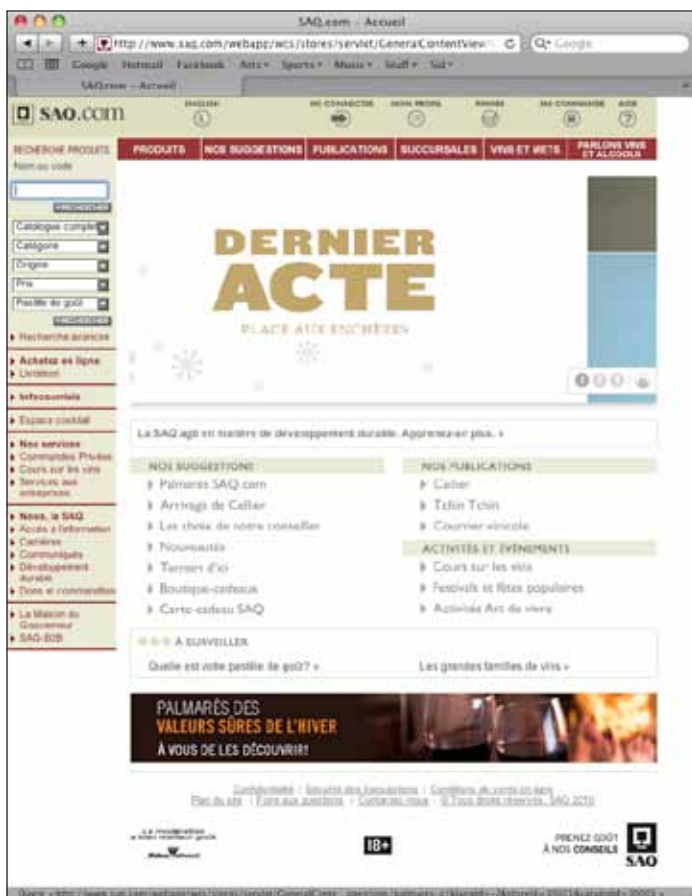 SAQ.com – Accueil
http://www.saq.com/webapp/wcs/stores/servlet/GeneralContentView
Google
Google Hotmail Facebook Arts Sports Music Stuff Sid
SAQ.com – Accueil
SAQ.COM
ENGLISH
ME CONNECTER
MON PROFIL
PANIER
MA COMMANDE
AIDE
PRODUITS
NOS SUGGESTIONS
PUBLICATIONS
SUCCURSALES
VINS ET METS
PARLONS VINS
ET ALCOOLS
RECHERCHE PRODUITS
Nom ou code
RECHERCHER
Catalogue complet
Catégorie
Origine
Prix
Pastille de goût
RECHERCHER
Recherche avancée
Achetez en ligne
Livraison
Infocourriels
Espace cocktail
Nos services
Commandes Privées
Cours sur les vins
Services aux
entreprises
Nous, la SAQ
Accès à l'information
Carrières
Communiqués
Développement
durable
Dons et commandites
La Maison du
Gouverneur
SAQ-B2B
DERNIER
ACTE
PLACE AUX ENCHÈRES
La SAQ agit en matière de développement durable. Apprenez-en plus. »
NOS SUGGESTIONS
Palmarès SAQ.com
Arrivage de Cellier
Les choix de notre conseiller
Nouveautés
Terroirs d'ici
Boutique-cadeaux
Carte-cadeau SAQ
NOS PUBLICATIONS
Cellier
Tchin Tchin
Courrier vinicole
ACTIVITÉS ET ÉVÉNEMENTS
Cours sur les vins
Festivals et fêtes populaires
Activités Art de vivre
À SURVEILLER
Quelle est votre pastille de goût? »
Les grandes familles de vins »
PALMARÈS DES
VALEURS SÛRES DE L'HIVER
À VOUS DE LES DÉCOUVRIR!
Confidentialité | Sécurité des transactions | Conditions de vente en ligne
Plan du site | Foire aux questions | Contactez-nous | © Tous droits réservés, SAQ 2010
La modération
a bien meilleur goût.
18+
PRENEZ GOÛT
À NOS CONSEILS
SAQ